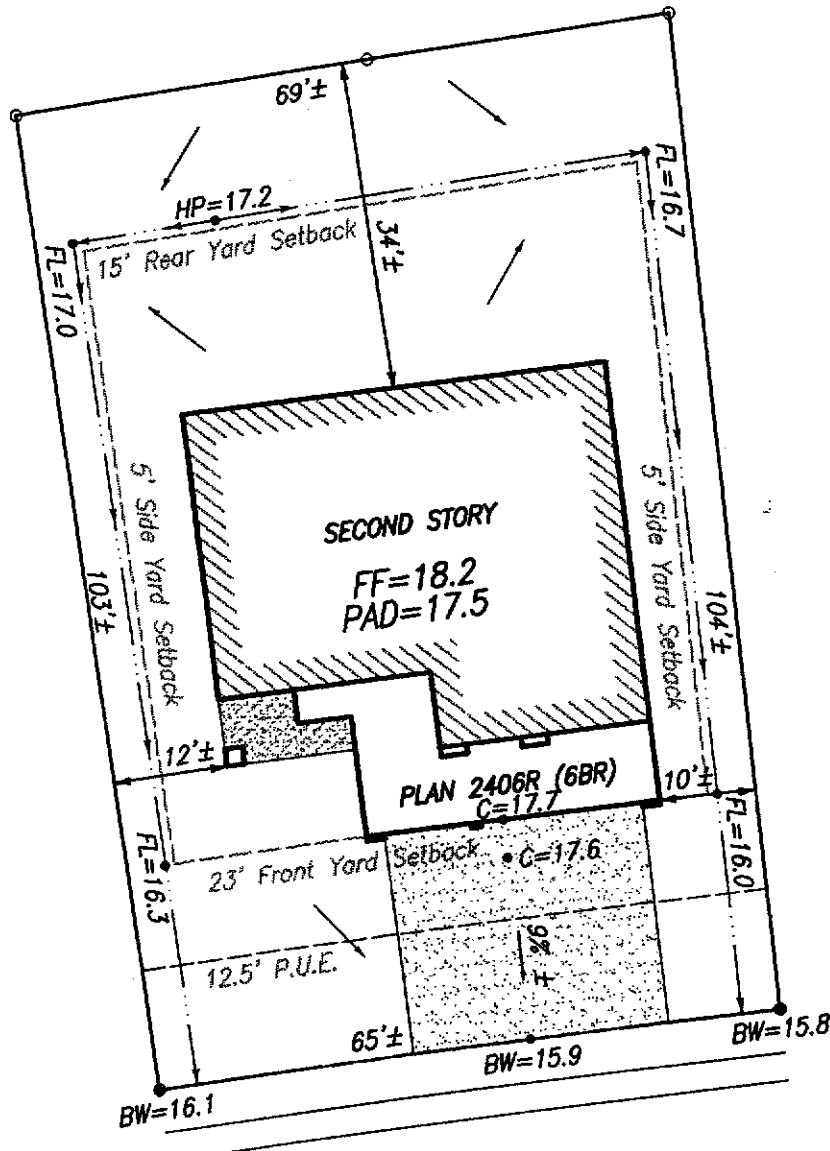 69'±
HP=17.2
FL=16.7
15' Rear Yard Setback
34'±
FL=17.0
5' Side Yard Setback
SECOND STORY
FF=18.2
PAD=17.5
5' Side Yard Setback
103'±
104'±
12'±
PLAN 2406R (6BR)
C=17.7
10'±
FL=16.3
23' Front Yard Setback
C=17.6
FL=16.0
9% ±
12.5' P.U.E.
65'±
BW=15.8
BW=15.9
BW=16.1